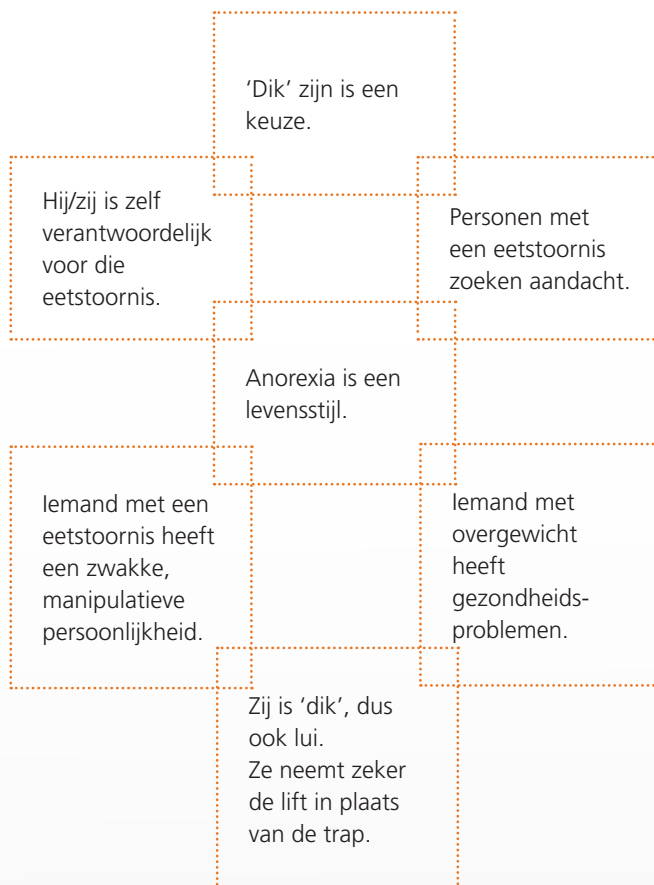 ‘Dik’ zijn is een
keuze.
Hij/zij is zelf
verantwoordelijk
voor die
eetstoornis.
Personen met
een eetstoornis
zoeken aandacht.
Anorexia is een
levensstijl.
Iemand met een
eetstoornis heeft
een zwakke,
manipulatieve
persoonlijkheid.
Iemand met
overgewicht
heeft
gezondheids-
problemen.
Zij is ‘dik’, dus
ook lui.
Ze neemt zeker
de lift in plaats
van de trap.